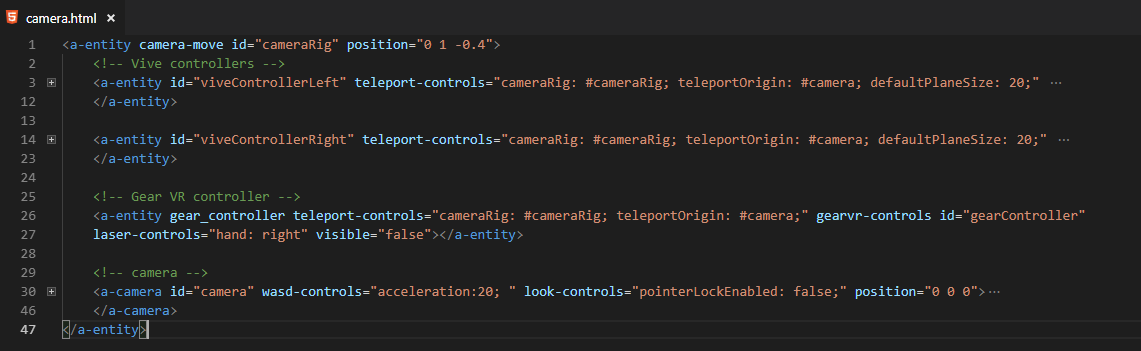 camera.html ×
1 <a-entity camera-move id="cameraRig" position="0 1 -0.4">
2 <!-- Vive controllers -->
3 <a-entity id="viveControllerLeft" teleport-controls="cameraRig: #cameraRig; teleportOrigin: #camera; defaultPlaneSize: 20;" ...
12 </a-entity>
13
14 <a-entity id="viveControllerRight" teleport-controls="cameraRig: #cameraRig; teleportOrigin: #camera; defaultPlaneSize: 20;" ...
23 </a-entity>
24
25 <!-- Gear VR controller -->
26 <a-entity gear_controller teleport-controls="cameraRig: #cameraRig; teleportOrigin: #camera;" gearvr-controls id="gearController"
27 laser-controls="hand: right" visible="false"></a-entity>
28
29 <!-- camera -->
30 <a-camera id="camera" wasd-controls="acceleration:20; " look-controls="pointerLockEnabled: false;" position="0 0 0">...
46 </a-camera>
47 </a-entity>